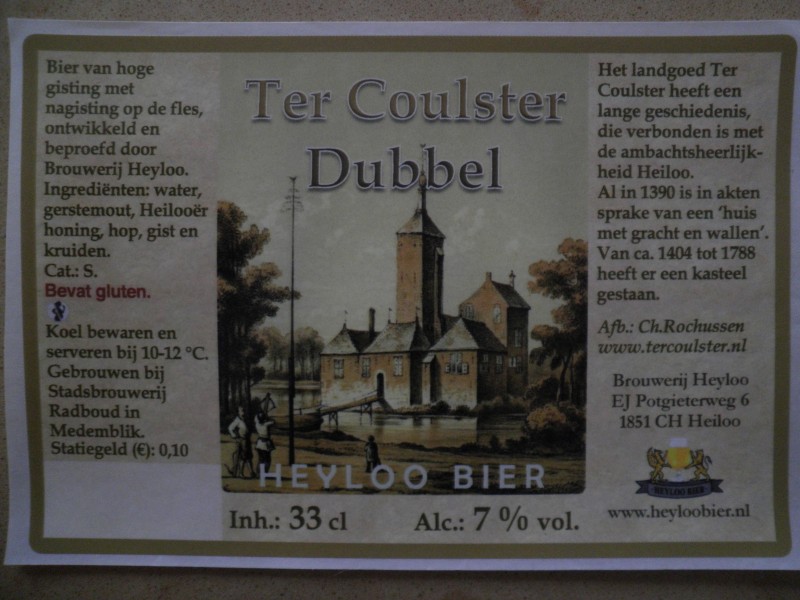 Bier van hoge
gisting met
nagisting op de fles,
ontwikkeld en
beproefd door
Brouwerij Heyloo.
Ingrediënten: water,
gerstemout, Heilooër
honing, hop, gist en
kruiden.
Cat.: S.
Bevat gluten.
Koel bewaren en
serveren bij 10-12 °C.
Gebrouwen bij
Stadsbrouwerij
Radboud in
Medemblik.
Statiegeld (€): 0,10
Ter Coulster
Dubbel
HEYLOO BIER
Inh.: 33 cl Alc.: 7 % vol.
Het landgoed Ter
Coulster heeft een
lange geschiedenis,
die verbonden is met
de ambachtsheerlijk-
heid Heiloo.
Al in 1390 is in akten
sprake van een 'huis
met gracht en wallen'.
Van ca. 1404 tot 1788
heeft er een kasteel
gestaan.
Afb.: Ch.Rochussen
www.tercoulster.nl
Brouwerij Heyloo
EJ Potgieterweg 6
1851 CH Heiloo
HEYLOO BIER
www.heyloobier.nl